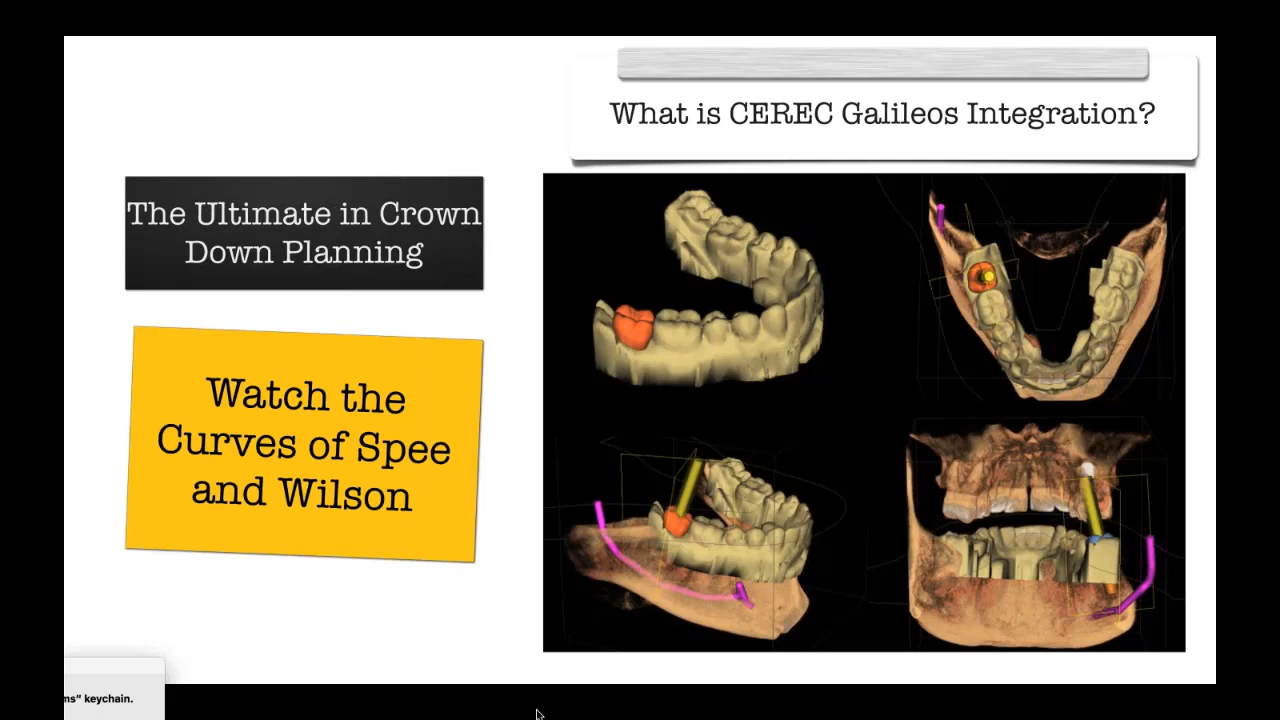 What is CEREC Galileos Integration?
The Ultimate in Crown
Down Planning
Watch the
Curves of Spee
and Wilson
keychain.